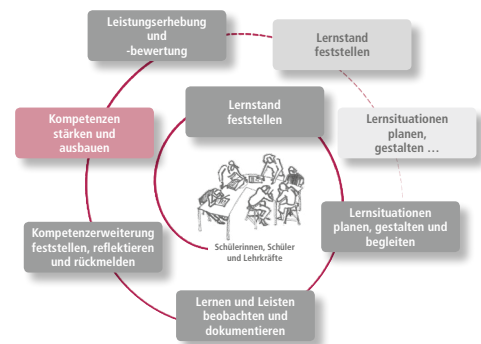 Leistungserhebung
und
-bewertung
Lernstand
feststellen
Kompetenzen
stärken und
ausbauen
Lernstand
feststellen
Lernsituationen
planen,
gestalten …
Schülerinnen, Schüler
und Lehrkräfte
Kompetenzerweiterung
feststellen, reflektieren
und rückmelden
Lernsituationen
planen, gestalten und
begleiten
Lernen und Leisten
beobachten und
dokumentieren